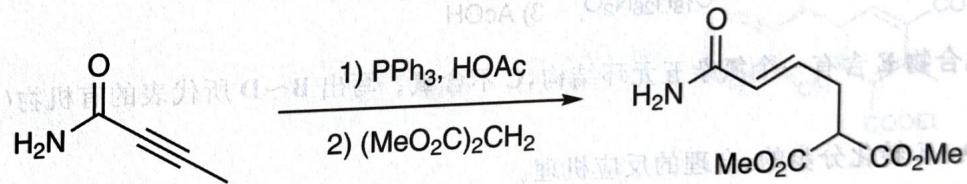 O
H₂N
1) PPh₃, HOAc
2) (MeO₂C)₂CH₂
O
H₂N
MeO₂C
CO₂Me